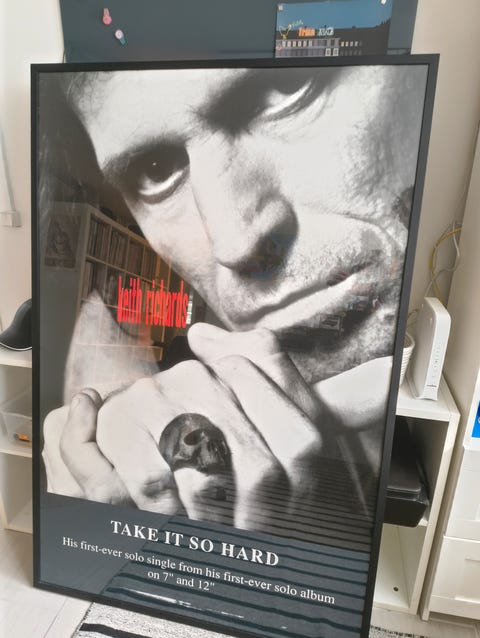 keith richards
TAKE IT SO HARD
His first-ever solo single from his first-ever solo album
on 7" and 12"